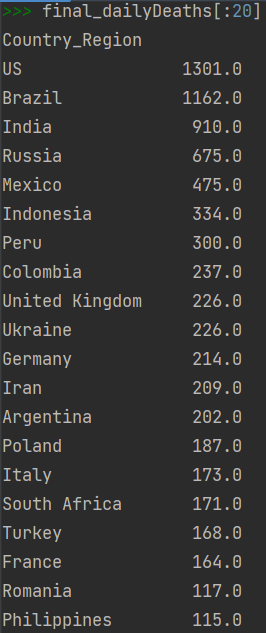 >>> final_dailyDeaths[:20]
Country_Region
US 1301.0
Brazil 1162.0
India 910.0
Russia 675.0
Mexico 475.0
Indonesia 334.0
Peru 300.0
Colombia 237.0
United Kingdom 226.0
Ukraine 226.0
Germany 214.0
Iran 209.0
Argentina 202.0
Poland 187.0
Italy 173.0
South Africa 171.0
Turkey 168.0
France 164.0
Romania 117.0
Philippines 115.0